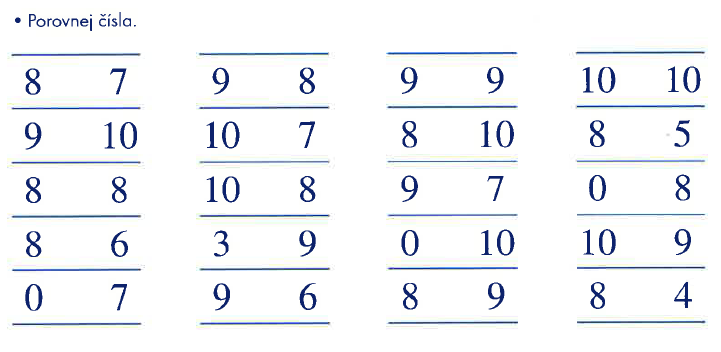 • Porovnej čísla.
8 7 9 8 9 9 10 10
9 10 10 7 8 10 8 5
8 8 10 8 9 7 0 8
8 6 3 9 0 10 10 9
0 7 9 6 8 9 8 4